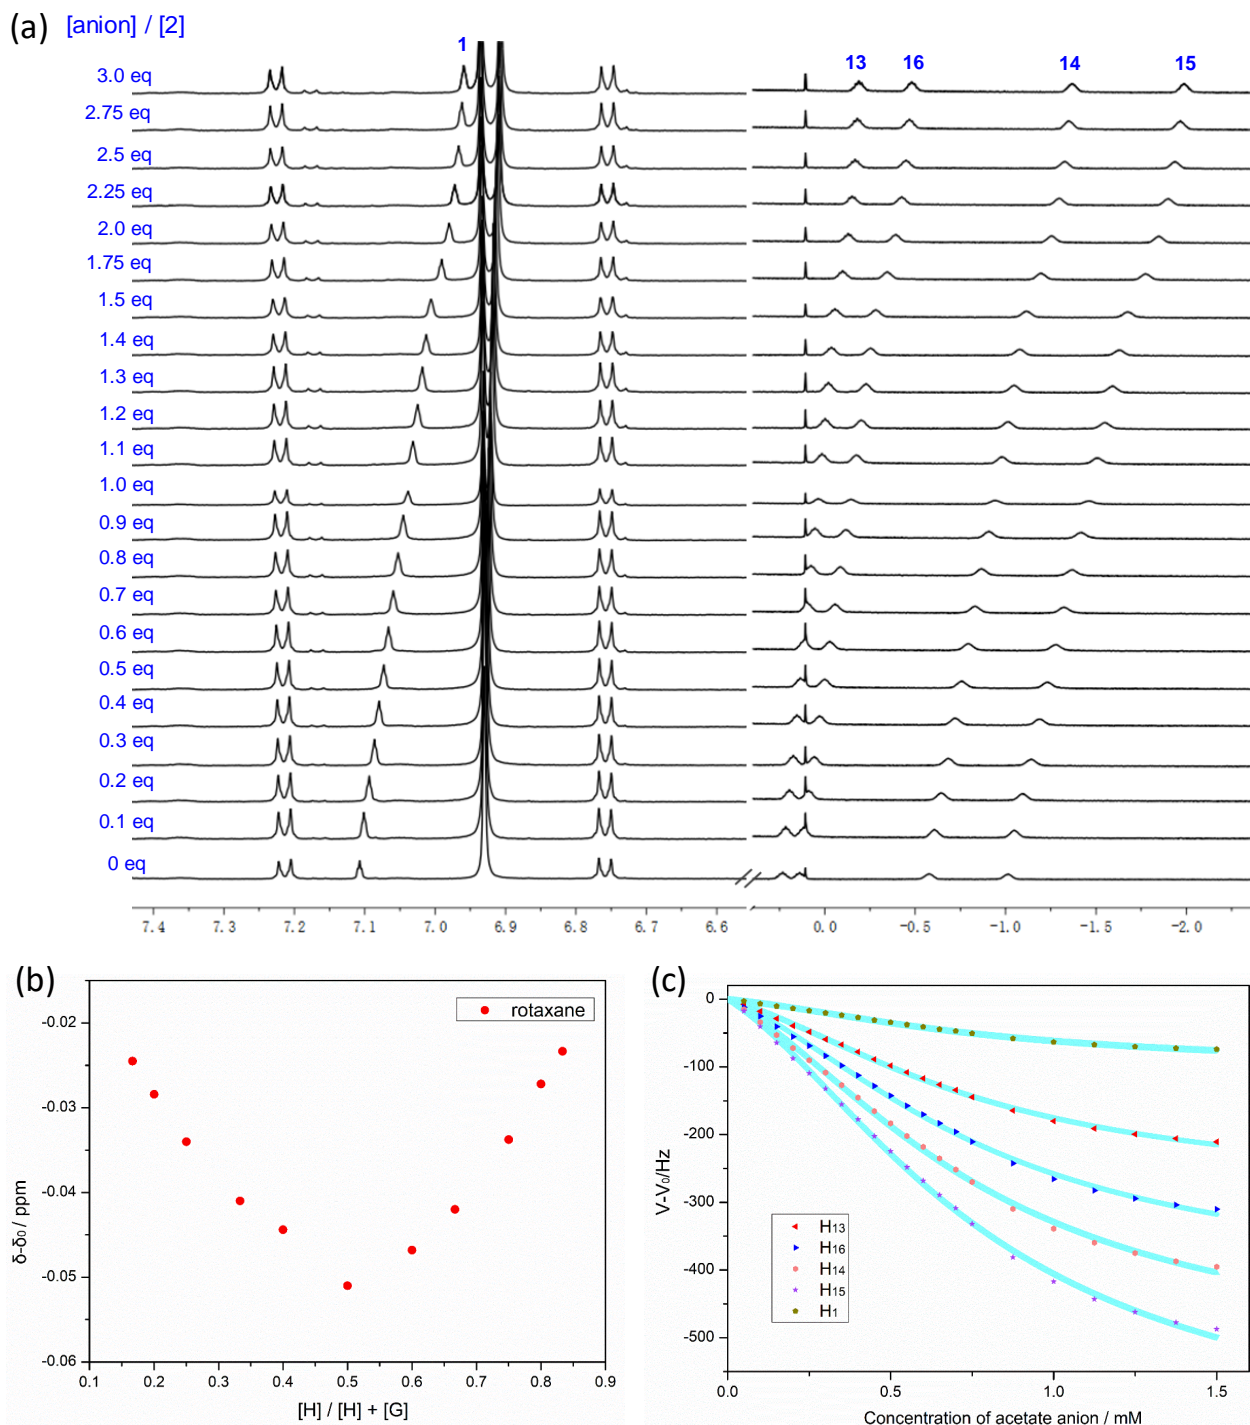 (a) [anion] / [2]
1 13 16 14 15
3.0 eq
2.75 eq
2.5 eq
2.25 eq
2.0 eq
1.75 eq
1.5 eq
1.4 eq
1.3 eq
1.2 eq
1.1 eq
1.0 eq
0.9 eq
0.8 eq
0.7 eq
0.6 eq
0.5 eq
0.4 eq
0.3 eq
0.2 eq
0.1 eq
0 eq
7.4 7.3 7.2 7.1 7.0 6.9 6.8 6.7 6.6 0.0 -0.5 -1.0 -1.5 -2.0
(b)
rotaxane
-0.02
-0.03
-0.04
-0.05
-0.06
δ-δ0 / ppm
0.1 0.2 0.3 0.4 0.5 0.6 0.7 0.8 0.9
[H] / [H] + [G]
(c)
0
-100
-200
-300
-400
-500
V-V0/Hz
H13
H16
H14
H15
H1
0.0 0.5 1.0 1.5
Concentration of acetate anion / mM